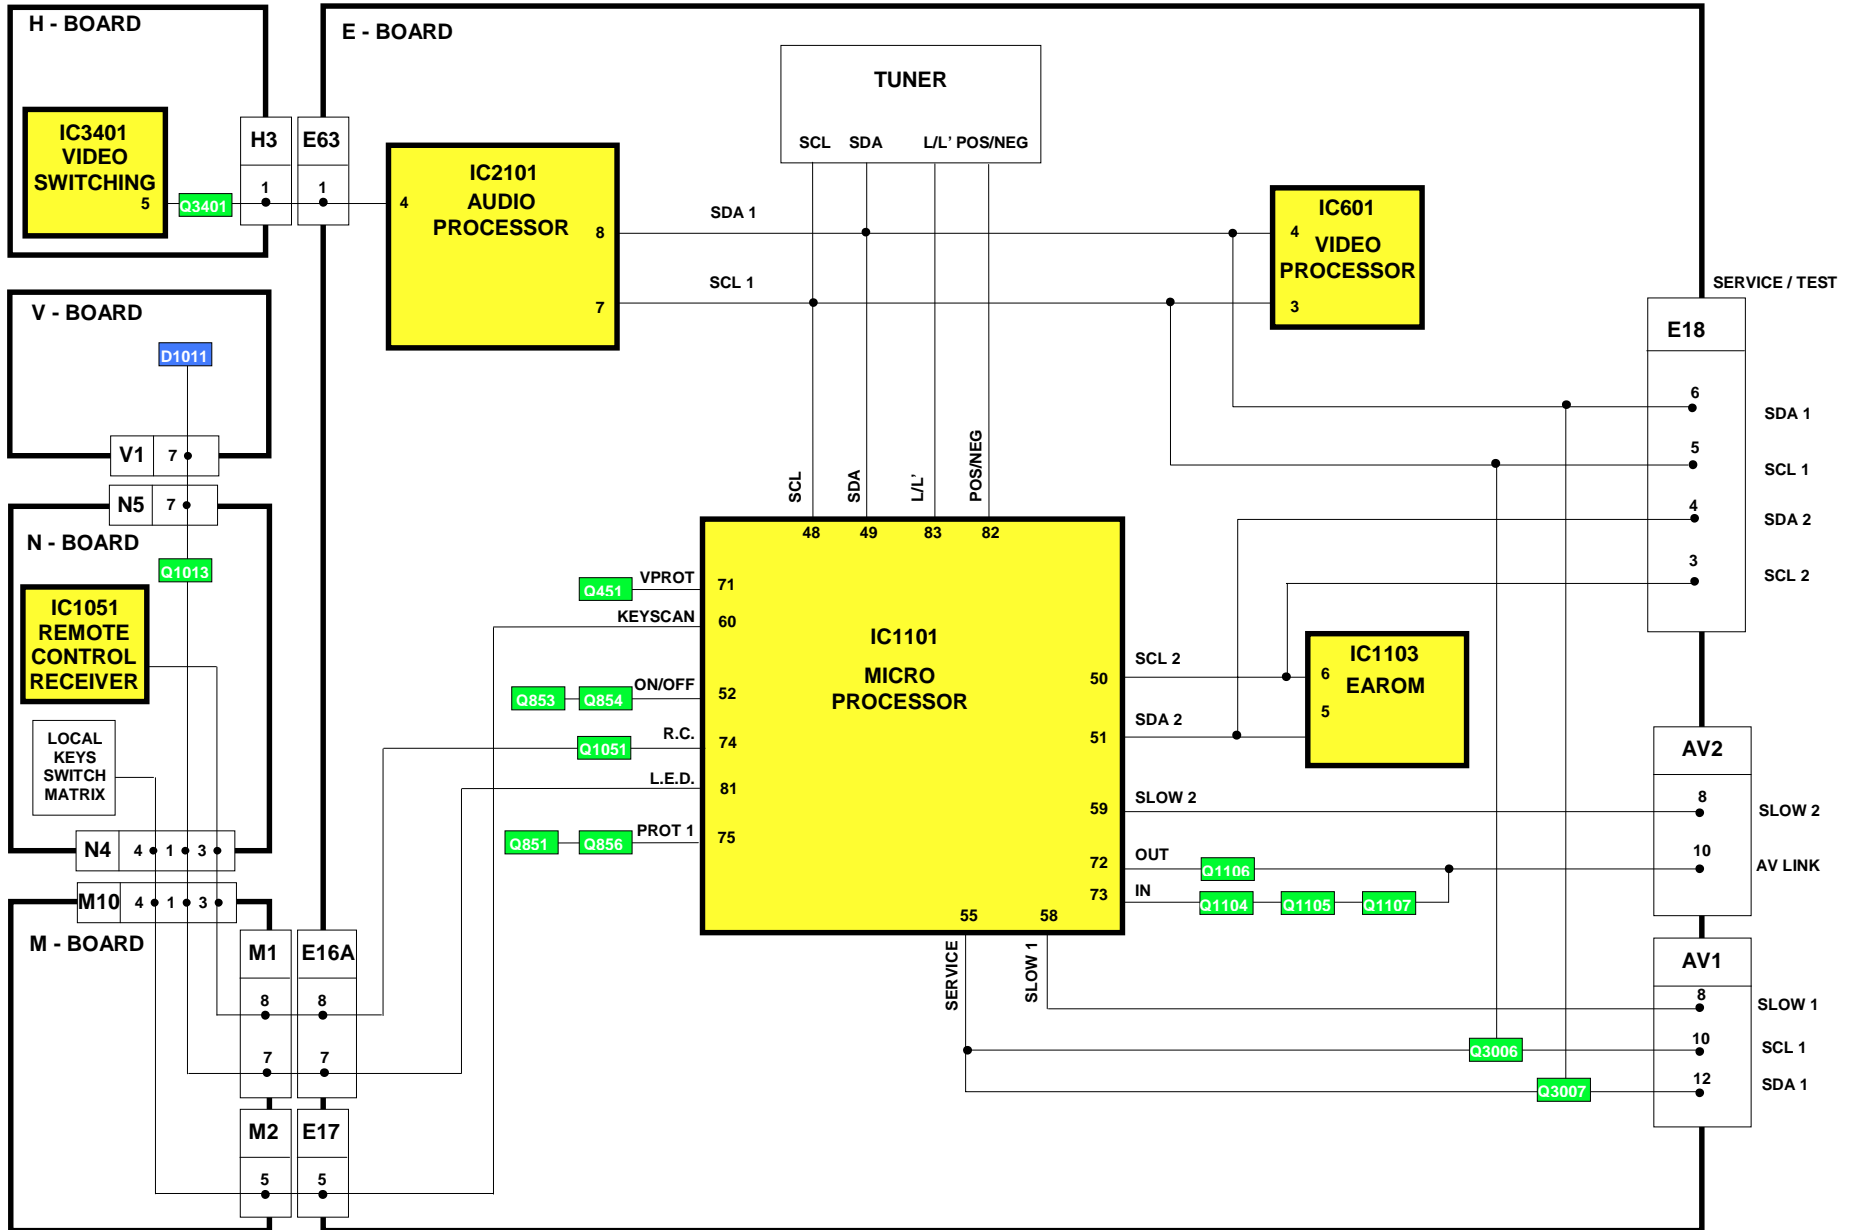 H - BOARD
IC3401
VIDEO
SWITCHING
5
Q3401
H3
1
E63
1
E - BOARD
TUNER
SCL SDA L/L' POS/NEG
IC2101
AUDIO
PROCESSOR
4
8
7
SDA 1
SCL 1
IC601
VIDEO
PROCESSOR
4
3
SERVICE / TEST
E18
6
SDA 1
5
SCL 1
4
SDA 2
3
SCL 2
V - BOARD
D1011
V1 7
N5 7
N - BOARD
Q1013
IC1051
REMOTE
CONTROL
RECEIVER
LOCAL
KEYS
SWITCH
MATRIX
N4 4 1 3
M10 4 1 3
M - BOARD
M1
8
7
E16A
8
7
M2
5
E17
5
SCL
SDA
L/L'
POS/NEG
48 49 83 82
IC1101
MICRO
PROCESSOR
Q451
VPROT
71
KEYSCAN
60
Q853
Q854
ON/OFF
52
Q1051
R.C.
74
L.E.D.
81
Q851
Q856
PROT 1
75
50
SCL 2
51
SDA 2
IC1103
EAROM
6
5
59
SLOW 2
72
OUT
Q1106
73
IN
Q1104
Q1105
Q1107
55 58
SERVICE
SLOW 1
AV2
8
SLOW 2
10
AV LINK
AV1
8
SLOW 1
10
SCL 1
12
SDA 1
Q3006
Q3007